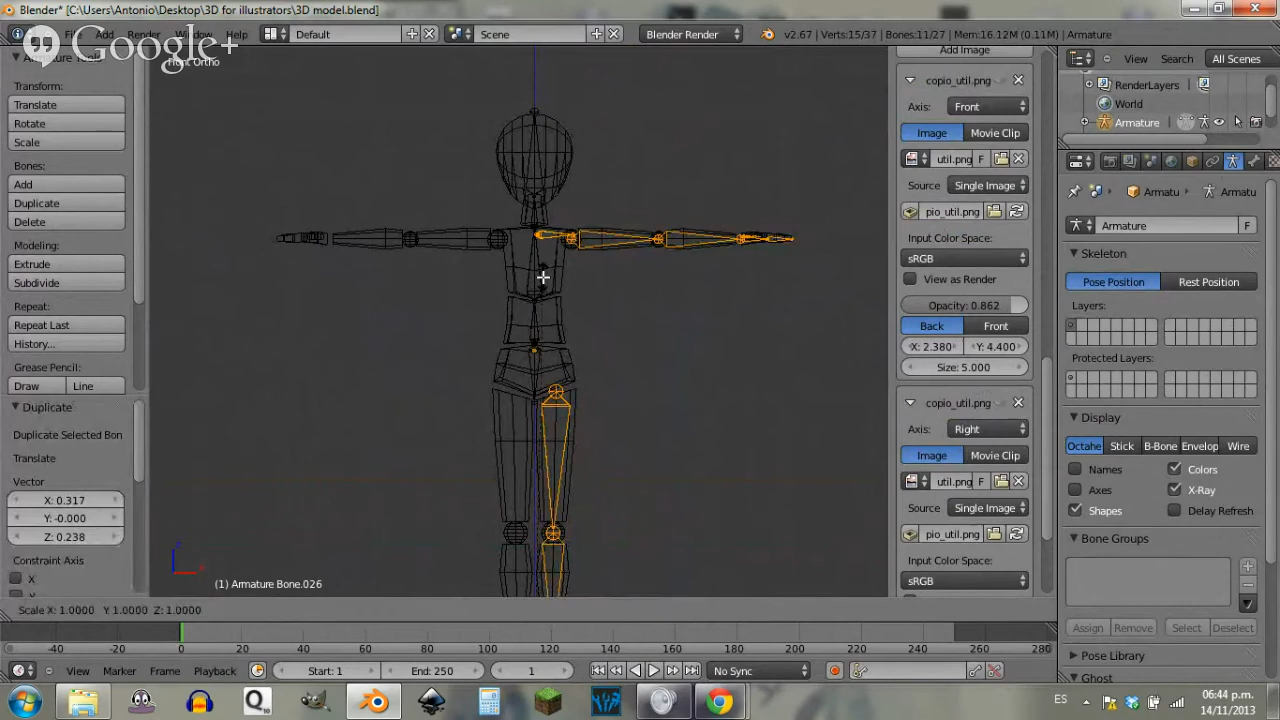 Blender* [C:\Users\Antonio\Desktop\3D for illustrators\3D model.blend]
File Add Render Window Help
Default
Scene
Blender Render
v2.67 | Verts:15/37 | Bones:11/27 | Mem:16.12M (0.11M) | Armature
Google+
Front Ortho
Armature Tools
Transform:
Translate
Rotate
Scale
Bones:
Add
Duplicate
Delete
Modeling:
Extrude
Subdivide
Repeat:
Repeat Last
History...
Grease Pencil:
Draw
Line
Duplicate
Duplicate Selected Bon
Translate
Vector
X: 0.317
Y: -0.000
Z: 0.238
Constraint Axis
X
Y
(1) Armature Bone.026
Scale X: 1.0000 Y: 1.0000 Z: 1.0000
Add Image
copio_util.png
Axis: Front
Image
Movie Clip
util.png F
Source Single Image
pio_util.png
Input Color Space:
sRGB
View as Render
Opacity: 0.862
Back
Front
X: 2.380
Y: 4.400
Size: 5.000
copio_util.png
Axis: Right
Image
Movie Clip
util.png F
Source Single Image
pio_util.png
Input Color Space:
sRGB
View Search All Scenes
RenderLayers
World
Armature
Armatu
Armatu
Armature F
Skeleton
Pose Position
Rest Position
Layers:
Protected Layers:
Display
Octahe
Stick
B-Bone
Envelop
Wire
Names
Colors
Axes
X-Ray
Shapes
Delay Refresh
Bone Groups
Assign
Remove
Select
Deselect
Pose Library
Ghost
-40 -20 0 20 40 60 80 100 120 140 160 180 200 220 240 260 280
View Marker Frame Playback
Start: 1
End: 250
1
No Sync
ES
06:44 p.m.
14/11/2013